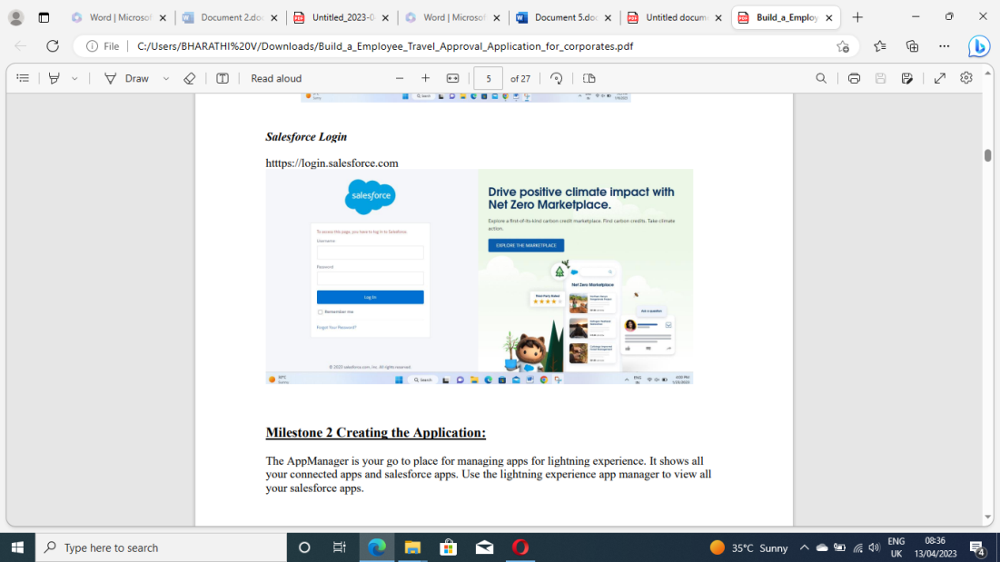 Word | Microsof
Document 2.doc
Untitled_2023-0
Word | Microsof
Document 5.doc
Untitled docum
Build_a_Employ
File
C:/Users/BHARATHI%20V/Downloads/Build_a_Employee_Travel_Approval_Application_for_corporates.pdf
Draw
Read aloud
5
of 27
Salesforce Login
htttps://login.salesforce.com
salesforce
To access this page, you have to log in to Salesforce.
Username
Password
Log In
Remember me
Forgot Your Password?
© 2023 salesforce.com, inc. All rights reserved.
Drive positive climate impact with
Net Zero Marketplace.
Explore a first-of-its-kind carbon credit marketplace. Find carbon credits. Take climate
action.
EXPLORE THE MARKETPLACE
Net Zero Marketplace
Ask a question
Search
ENG
Milestone 2 Creating the Application:
The AppManager is your go to place for managing apps for lightning experience. It shows all
your connected apps and salesforce apps. Use the lightning experience app manager to view all
your salesforce apps.
Type here to search
35°C Sunny
ENG
UK
08:36
13/04/2023
4